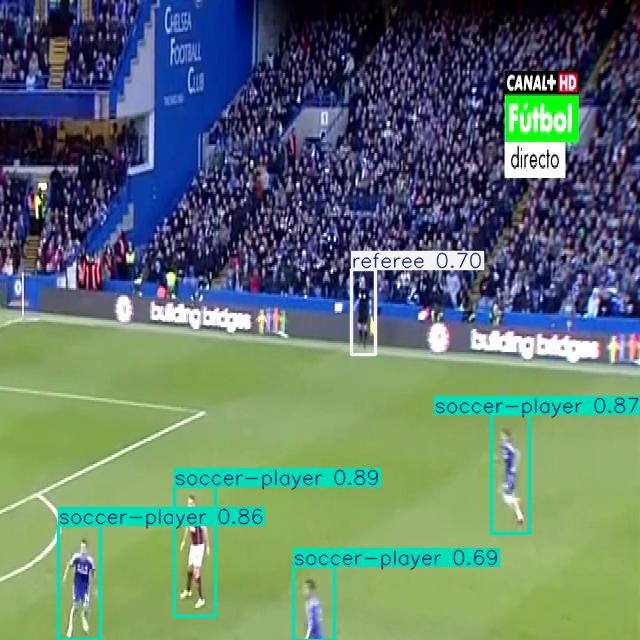 CHELSEA
FOOTBALL
CLUB
CANAL+ HD
Fútbol
directo
referee 0.70
building bridges
building bridges
soccer-player 0.87
soccer-player 0.89
soccer-player 0.86
soccer-player 0.69